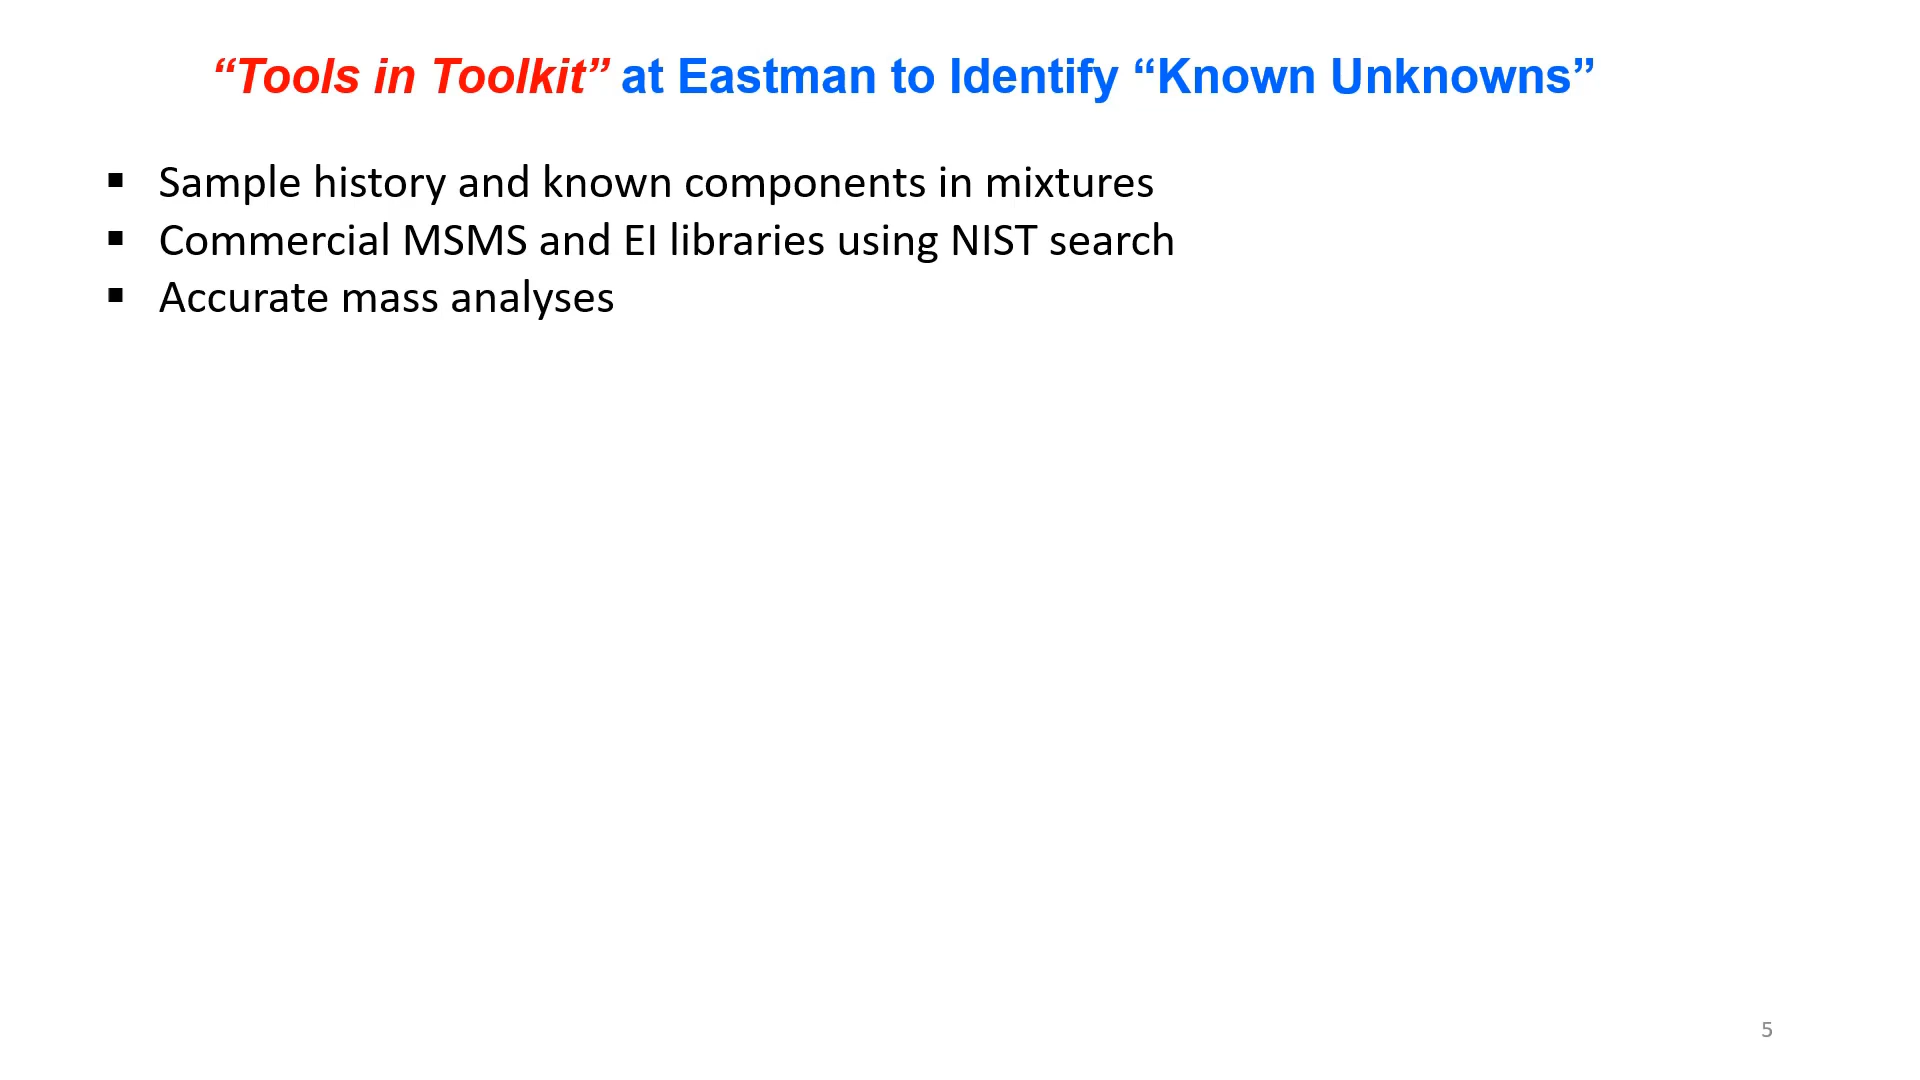 “Tools in Toolkit” at Eastman to Identify “Known Unknowns”
▪ Sample history and known components in mixtures
▪ Commercial MSMS and EI libraries using NIST search
▪ Accurate mass analyses
5